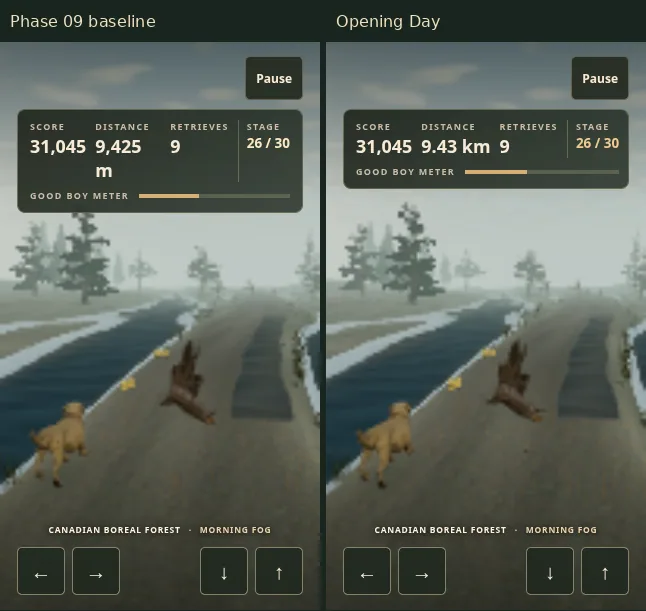 Phase 09 baseline
Pause
SCORE DISTANCE RETRIEVES STAGE
31,045 9,425 m 9 26 / 30
GOOD BOY METER
CANADIAN BOREAL FOREST · MORNING FOG
← → ↓ ↑
Opening Day
Pause
SCORE DISTANCE RETRIEVES STAGE
31,045 9.43 km 9 26 / 30
GOOD BOY METER
CANADIAN BOREAL FOREST · MORNING FOG
← → ↓ ↑